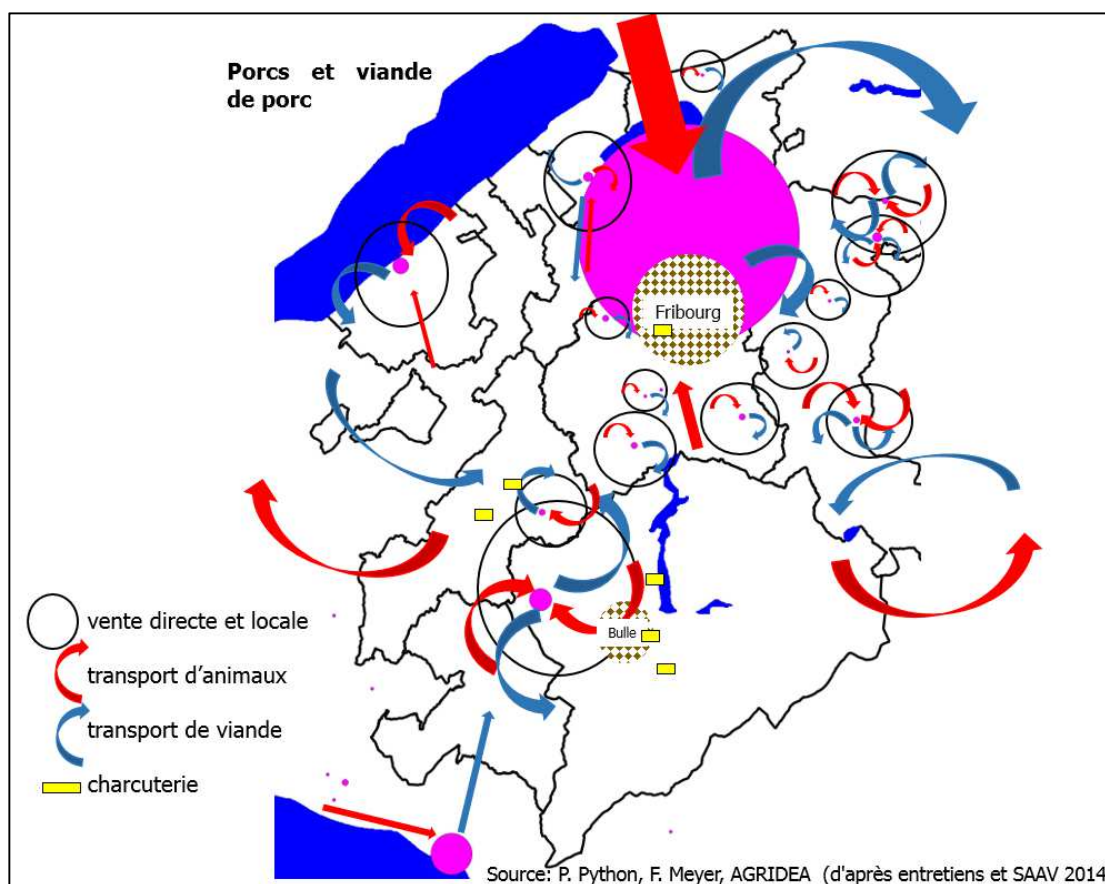 Porcs et viande
de porc
Fribourg
Bulle
vente directe et locale
transport d'animaux
transport de viande
charcuterie
Source: P. Python, F. Meyer, AGRIDEA (d'après entretiens et SAAV 2014